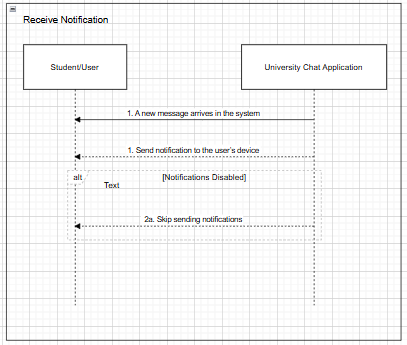 Receive Notification
Student/User
University Chat Application
1. A new message arrives in the system
1. Send notification to the user's device
alt
[Notifications Disabled]
Text
2a. Skip sending notifications